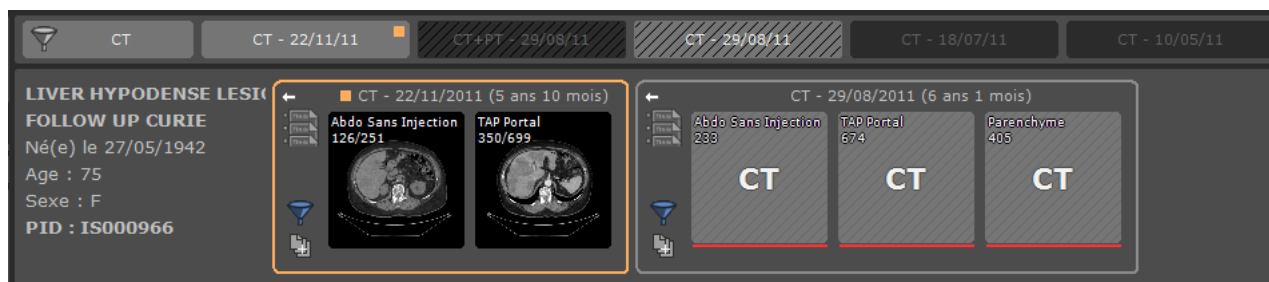 CT
CT - 22/11/11
CT+PT - 29/08/11
CT - 29/08/11
CT - 18/07/11
CT - 10/05/11
LIVER HYPODENSE LESI
FOLLOW UP CURIE
Né(e) le 27/05/1942
Age : 75
Sexe : F
PID : IS000966
CT - 22/11/2011 (5 ans 10 mois)
Abdo Sans Injection
126/251
TAP Portal
350/699
CT - 29/08/2011 (6 ans 1 mois)
Abdo Sans Injection
233
CT
TAP Portal
674
CT
Parenchyme
405
CT